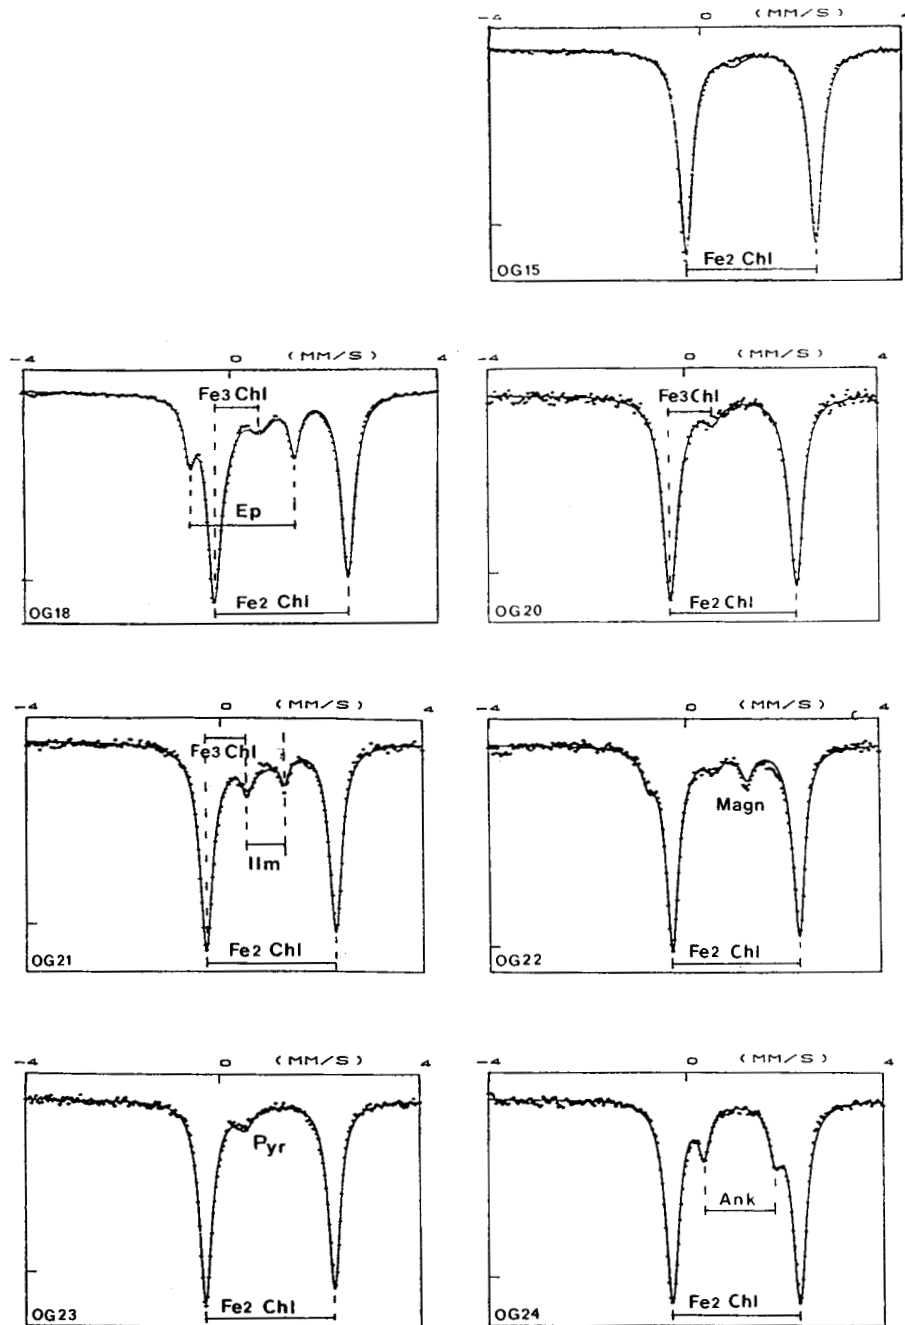 -4 0 (MM/S) 4
Fe2 Chl
OG15
-4 0 (MM/S) 4
Fe3 Chl
Ep
Fe2 Chl
OG18
-4 0 (MM/S) 4
Fe3 Chl
Fe2 Chl
OG20
-4 0 (MM/S) 4
Fe3 Chl
Ilm
Fe2 Chl
OG21
-4 0 (MM/S) 4
Magn
Fe2 Chl
OG22
-4 0 (MM/S) 4
Pyr
Fe2 Chl
OG23
-4 0 (MM/S) 4
Ank
Fe2 Chl
OG24